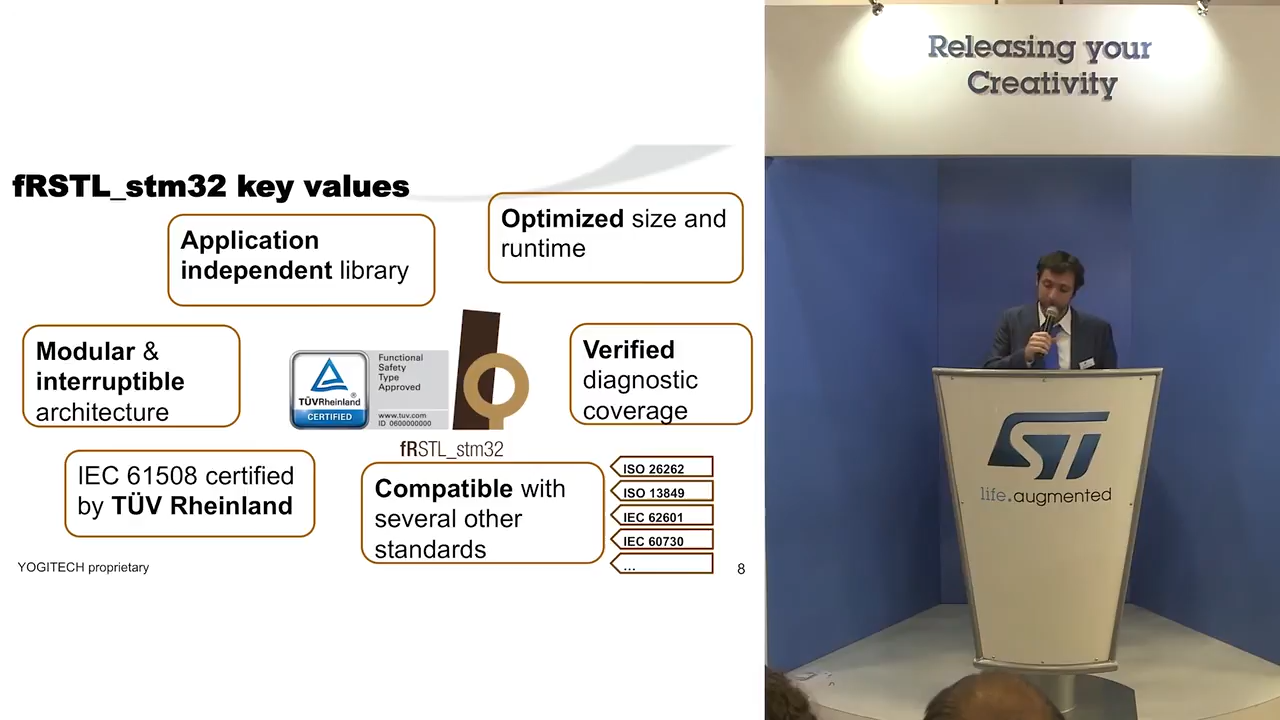 fRSTL_stm32 key values
Application
independent library
Optimized size and
runtime
Modular &
interruptible
architecture
TÜVRheinland
®
CERTIFIED
Functional
Safety
Type
Approved
www.tuv.com
ID 0600000000
Verified
diagnostic
coverage
fRSTL_stm32
IEC 61508 certified
by TÜV Rheinland
Compatible with
several other
standards
ISO 26262
ISO 13849
IEC 62601
IEC 60730
...
YOGITECH proprietary
8
Releasing your
Creativity
ST
life.augmented